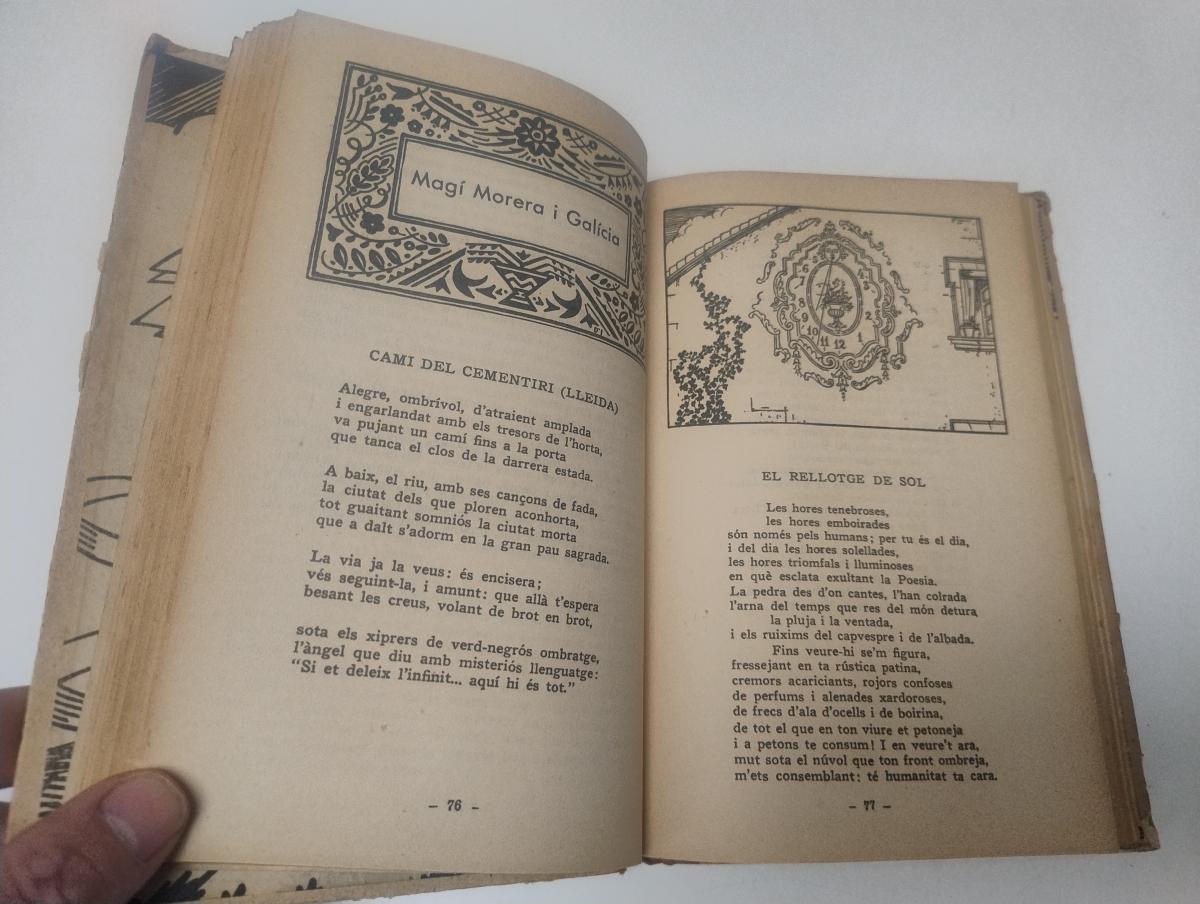 Magí Morera i Galícia
CAMI DEL CEMENTIRI (LLEIDA)
Alegre, ombrívol, d'atraient amplada
i engarlandat amb els tresors de l'horta,
va pujant un camí fins a la porta
que tanca el clos de la darrera estada.
A baix, el riu, amb ses cançons de fada,
la ciutat dels que ploren aconhorta,
tot guaitant somniós la ciutat morta
que a dalt s'adorm en la gran pau sagrada.
La via ja la veus: és encisera;
vés seguint-la, i amunt: que allà t'espera
besant les creus, volant de brot en brot,
sota els xiprers de verd-negrós ombratge,
l'àngel que diu amb misteriós llenguatge:
"Si et deleix l'infinit... aquí hi és tot."
— 76 —
7
8
9
10
11
12
1
2
EL RELLOTGE DE SOL
Les hores tenebroses,
les hores emboirades
són només pels humans; per tu és el dia,
i del dia les hores solellades,
les hores triomfals i lluminoses
en què esclata exultant la Poesia.
La pedra des d'on cantes, l'han colrada
l'arna del temps que res del món detura,
la pluja i la ventada,
i els ruixims del capvespre i de l'albada.
Fins veure-hi se'm figura,
fressejant en ta rústica patina,
cremors acariciants, rojors confoses
de perfums i alenades xardoroses,
de frecs d'ala d'ocells i de boirina,
de tot el que en ton viure et petoneja
i a petons te consum! I en veure't ara,
mut sota el núvol que ton front ombreja,
m'ets consemblant: té humanitat ta cara.
— 77 —